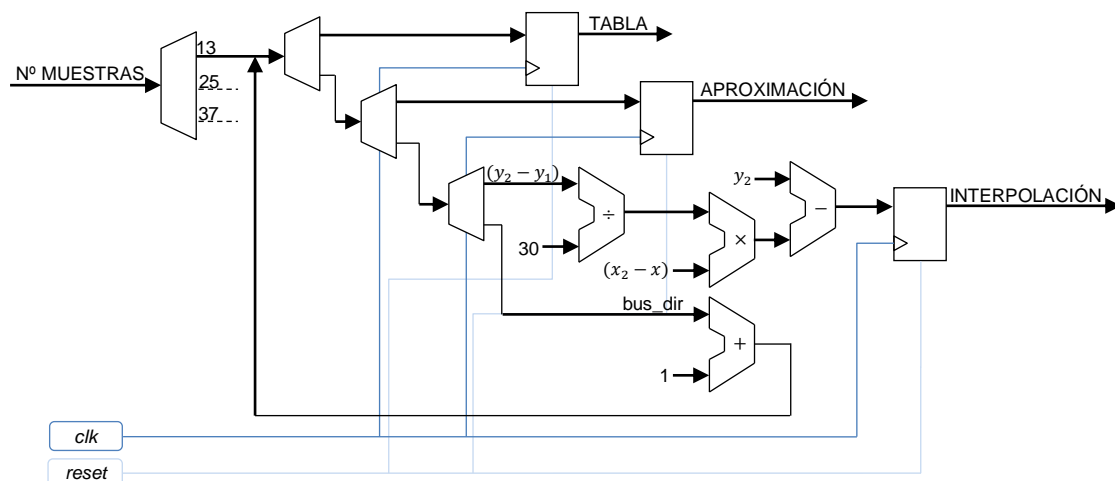 TABLA
13
Nº MUESTRAS
25
APROXIMACIÓN
37
(y₂ − y₁)
y₂
INTERPOLACIÓN
÷
−
30
×
(x₂ − x)
bus_dir
+
1
clk
reset